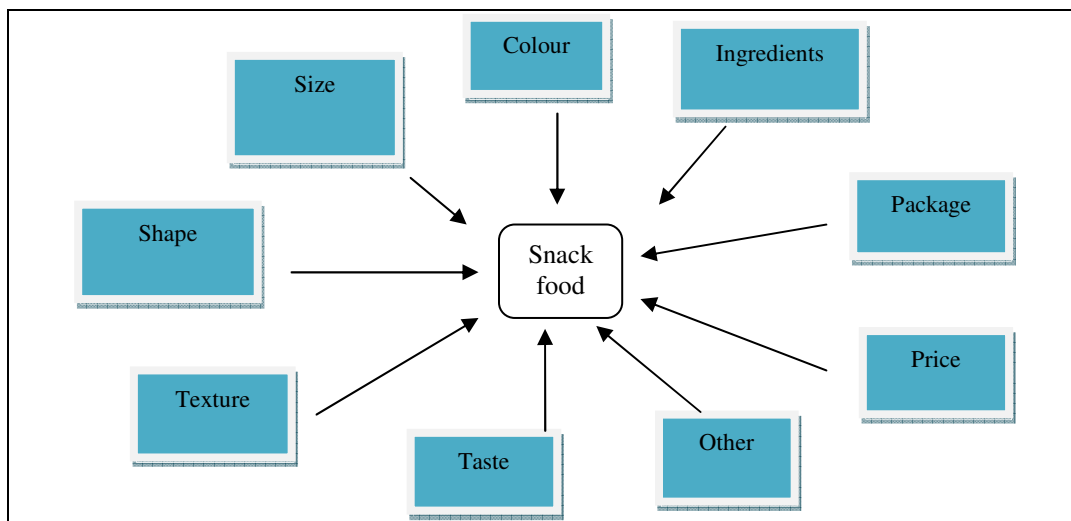 Colour
Ingredients
Size
Package
Shape
Snack
food
Price
Texture
Other
Taste